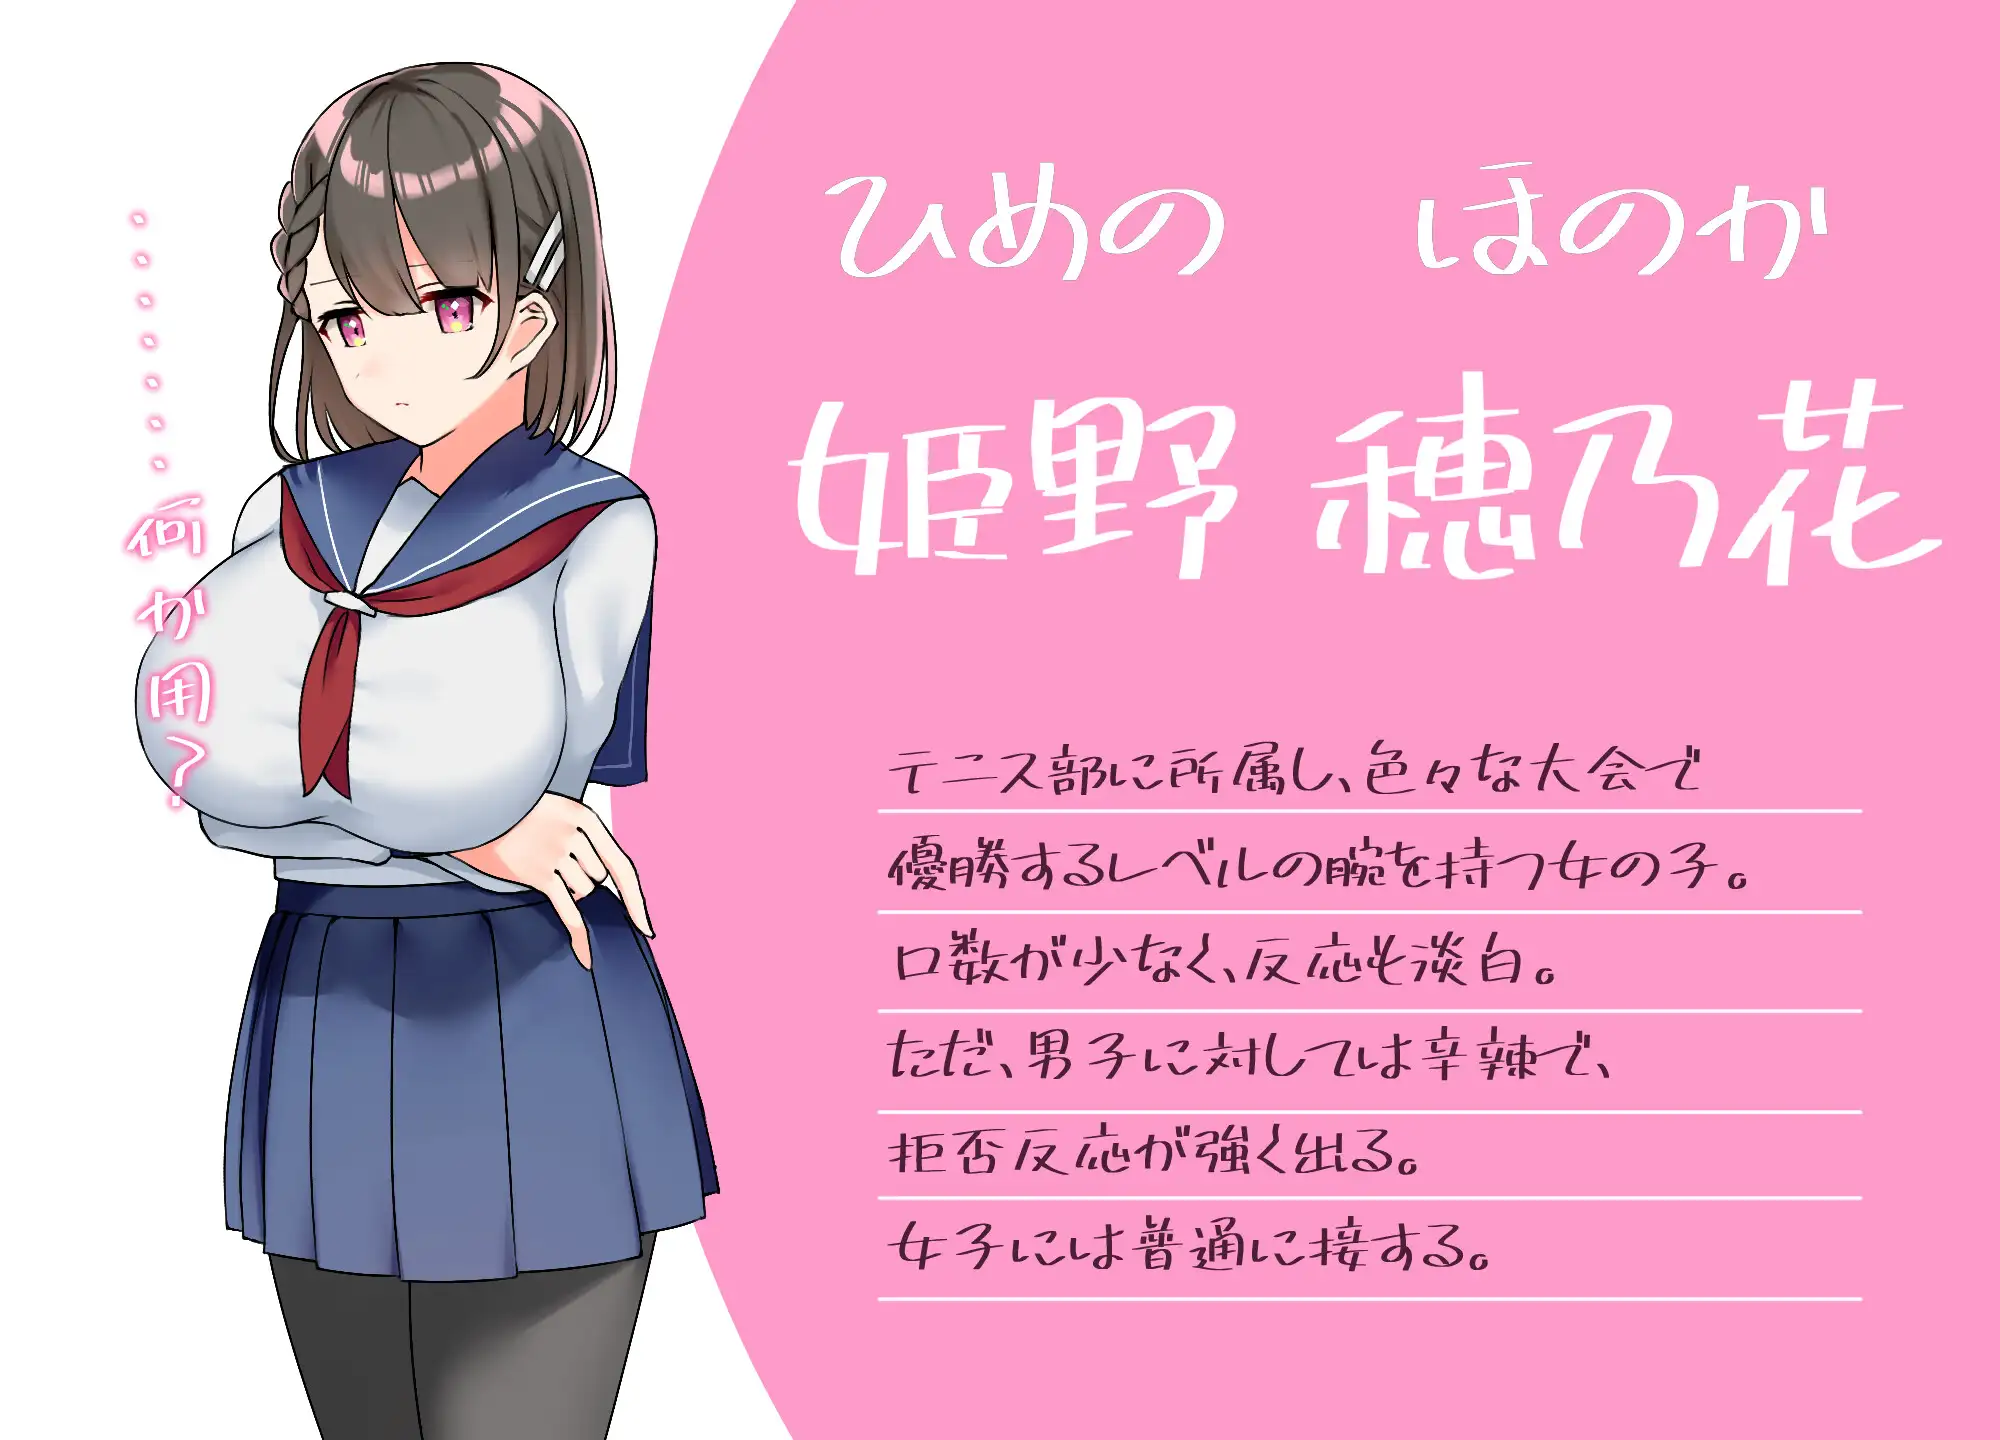 ………何か用?
ひめの ほのか
姫野 穂乃花
テニス部に所属し、色々な大会で
優勝するレベルの腕を持つ女の子。
口数が少なく、反応も淡白。
ただ、男子に対しては辛辣で、
拒否反応が強く出る。
女子には普通に接する。